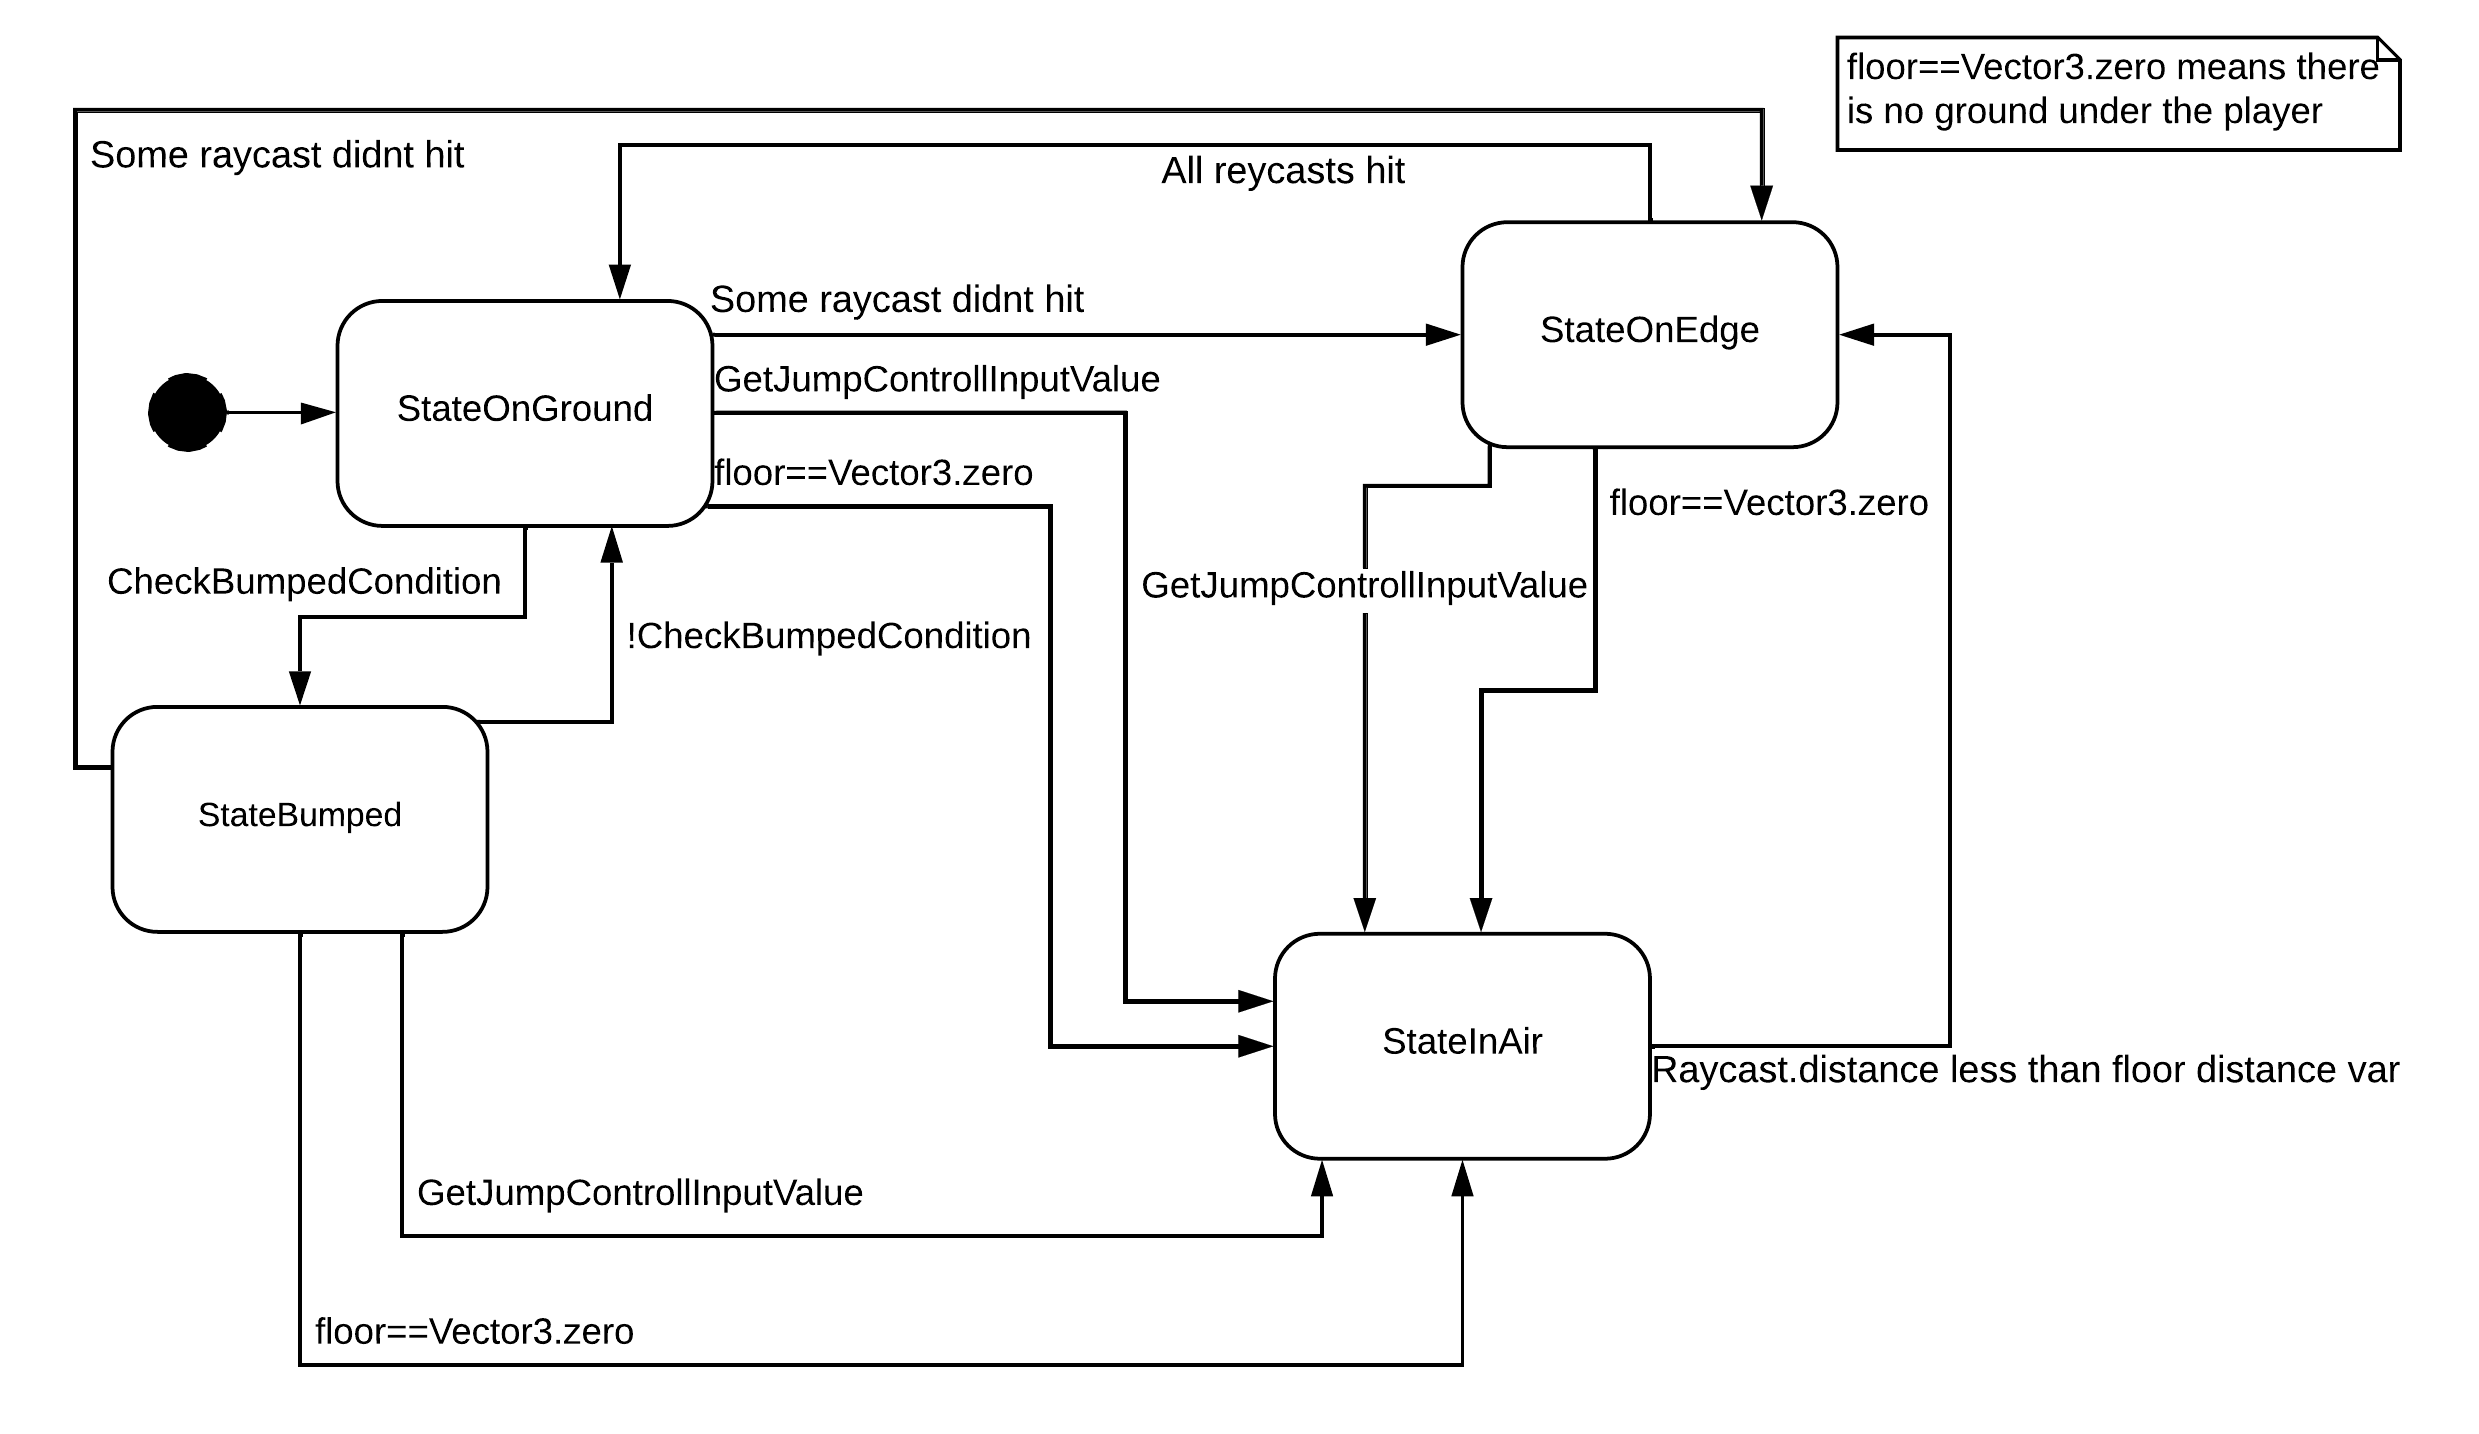 floor==Vector3.zero means there
is no ground under the player
Some raycast didnt hit
All reycasts hit
Some raycast didnt hit
StateOnEdge
GetJumpControllInputValue
StateOnGround
floor==Vector3.zero
floor==Vector3.zero
CheckBumpedCondition
GetJumpControllInputValue
!CheckBumpedCondition
StateBumped
StateInAir
Raycast.distance less than floor distance var
GetJumpControllInputValue
floor==Vector3.zero